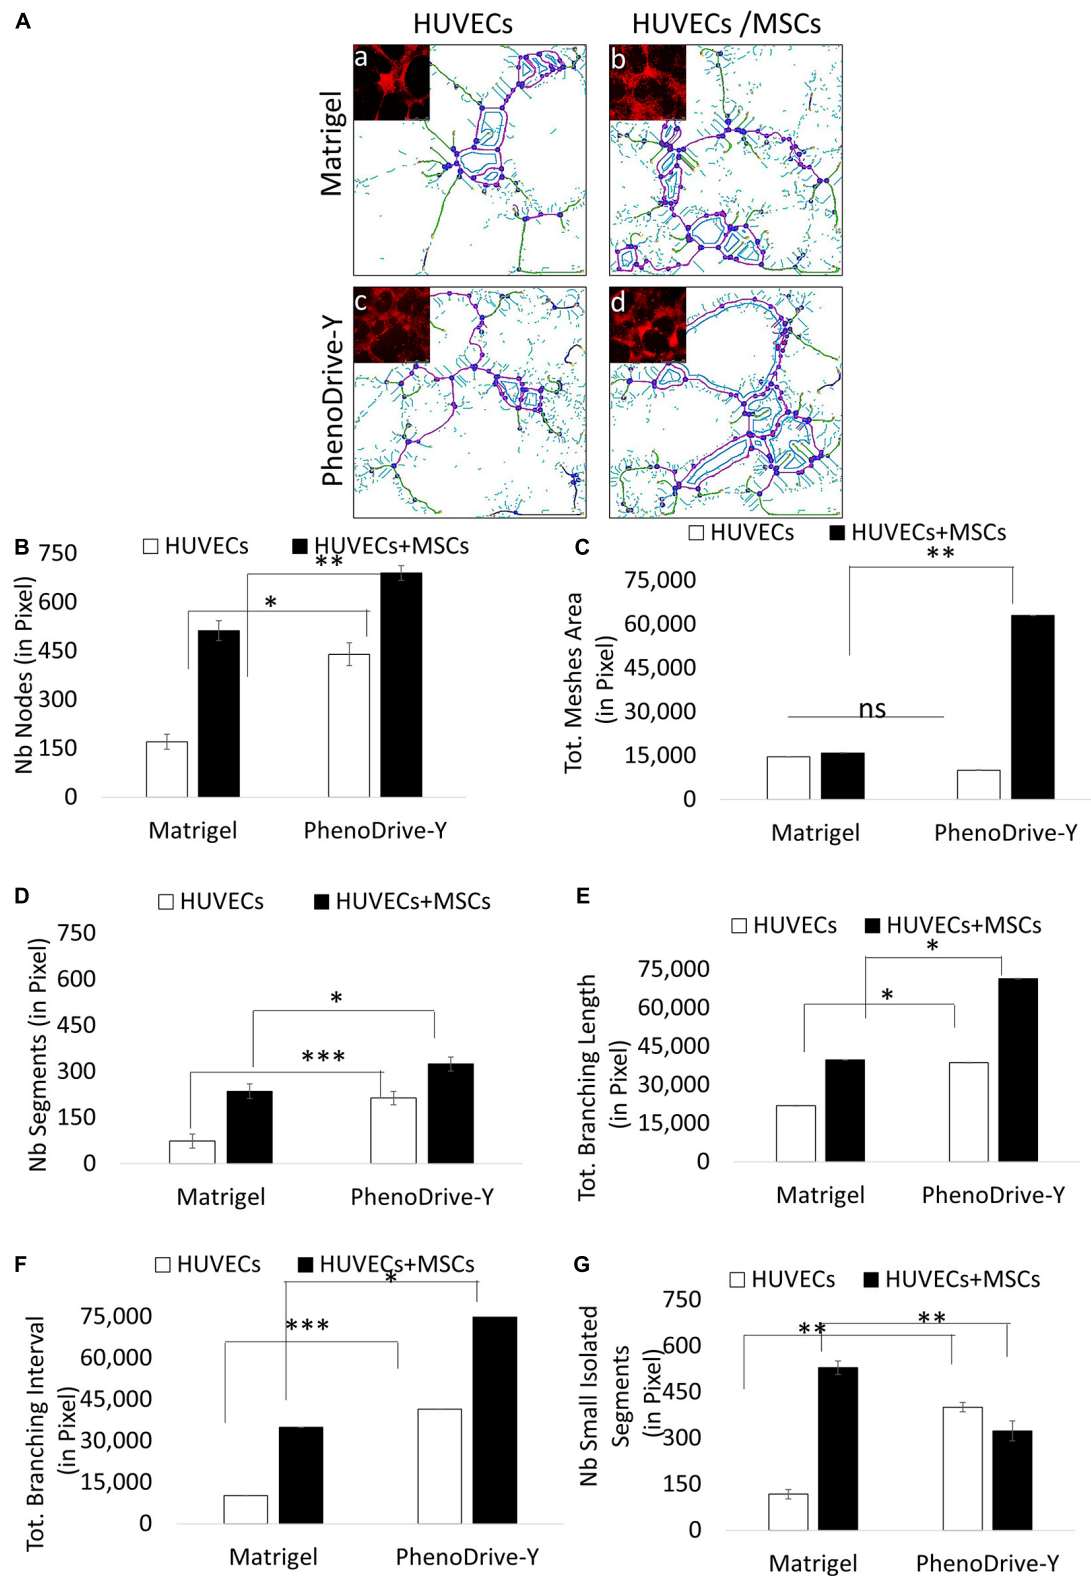 A
HUVECs
HUVECs /MSCs
Matrigel
a
b
PhenoDrive-Y
c
d
B
HUVECs
HUVECs+MSCs
Nb Nodes (in Pixel)
750
600
450
300
150
0
**
*
Matrigel
PhenoDrive-Y
C
HUVECs
HUVECs+MSCs
Tot. Meshes Area
(in Pixel)
75,000
60,000
45,000
30,000
15,000
0
**
ns
Matrigel
PhenoDrive-Y
D
HUVECs
HUVECs+MSCs
Nb Segments (in Pixel)
750
600
450
300
150
0
*
***
Matrigel
PhenoDrive-Y
E
HUVECs
HUVECs+MSCs
Tot. Branching Length
(in Pixel)
75,000
60,000
45,000
30,000
15,000
0
*
*
Matrigel
PhenoDrive-Y
F
HUVECs
HUVECs+MSCs
Tot. Branching Interval
(in Pixel)
75,000
60,000
45,000
30,000
15,000
0
*
***
Matrigel
PhenoDrive-Y
G
HUVECs
HUVECs+MSCs
Nb Small Isolated
Segments
(in Pixel)
750
600
450
300
150
0
**
**
Matrigel
PhenoDrive-Y